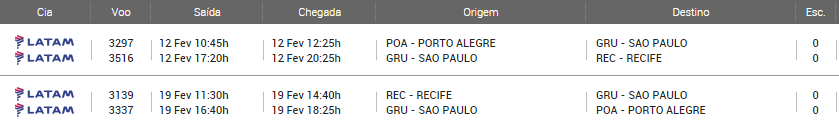 Cia Voo Saída Chegada Origem Destino Esc.
LATAM 3297 12 Fev 10:45h 12 Fev 12:25h POA - PORTO ALEGRE GRU - SAO PAULO 0
LATAM 3516 12 Fev 17:20h 12 Fev 20:25h GRU - SAO PAULO REC - RECIFE 0
LATAM 3139 19 Fev 11:30h 19 Fev 14:40h REC - RECIFE GRU - SAO PAULO 0
LATAM 3337 19 Fev 16:40h 19 Fev 18:25h GRU - SAO PAULO POA - PORTO ALEGRE 0